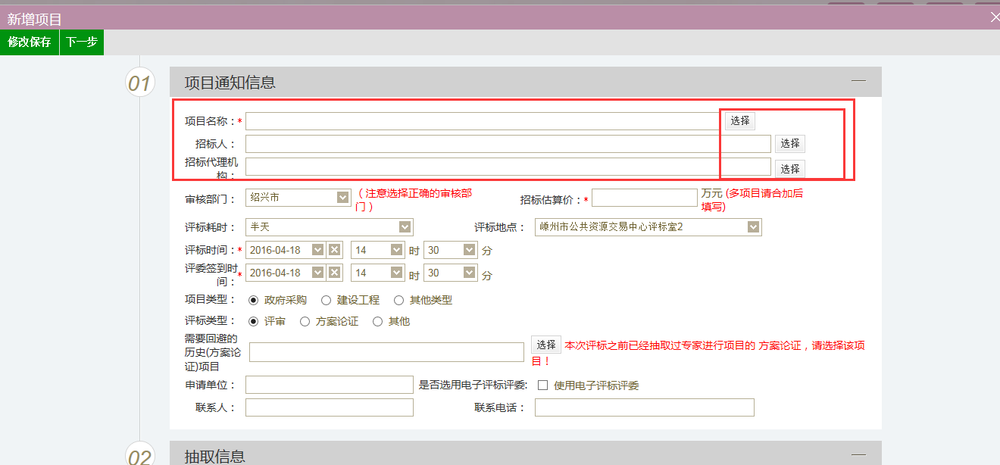 新增项目
修改保存 下一步
01 项目通知信息
项目名称：* 选择
招标人： 选择
招标代理机
构： 选择
审核部门： 绍兴市 （注意选择正确的审核部
门） 招标估算价：* 万元 (多项目请合加后
填写)
评标耗时： 半天 评标地点： 嵊州市公共资源交易中心评标室2
评标时间：* 2016-04-18 14 时 30 分
评委签到时
间：* 2016-04-18 14 时 30 分
项目类型： 政府采购 建设工程 其他类型
评标类型： 评审 方案论证 其他
需要回避的
历史(方案论
证)项目 选择 本次评标之前已经抽取过专家进行项目的 方案论证，请选择该项
目！
申请单位： 是否选用电子评标评委: 使用电子评标评委
联系人： 联系电话：
02 抽取信息